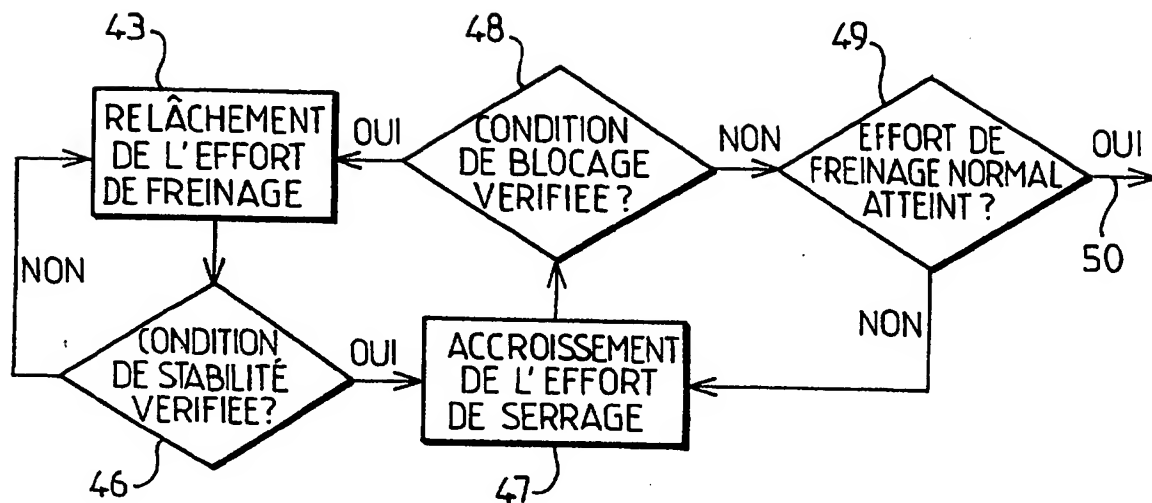 43
RELÂCHEMENT
DE L'EFFORT
DE FREINAGE
OUI
48
CONDITION
DE BLOCAGE
VERIFIEE ?
NON
49
EFFORT DE
FREINAGE NORMAL
ATTEINT ?
OUI
50
NON
CONDITION
DE STABILITÉ
VERIFIEE?
46
OUI
ACCROISSEMENT
DE L'EFFORT
DE SERRAGE
47
NON